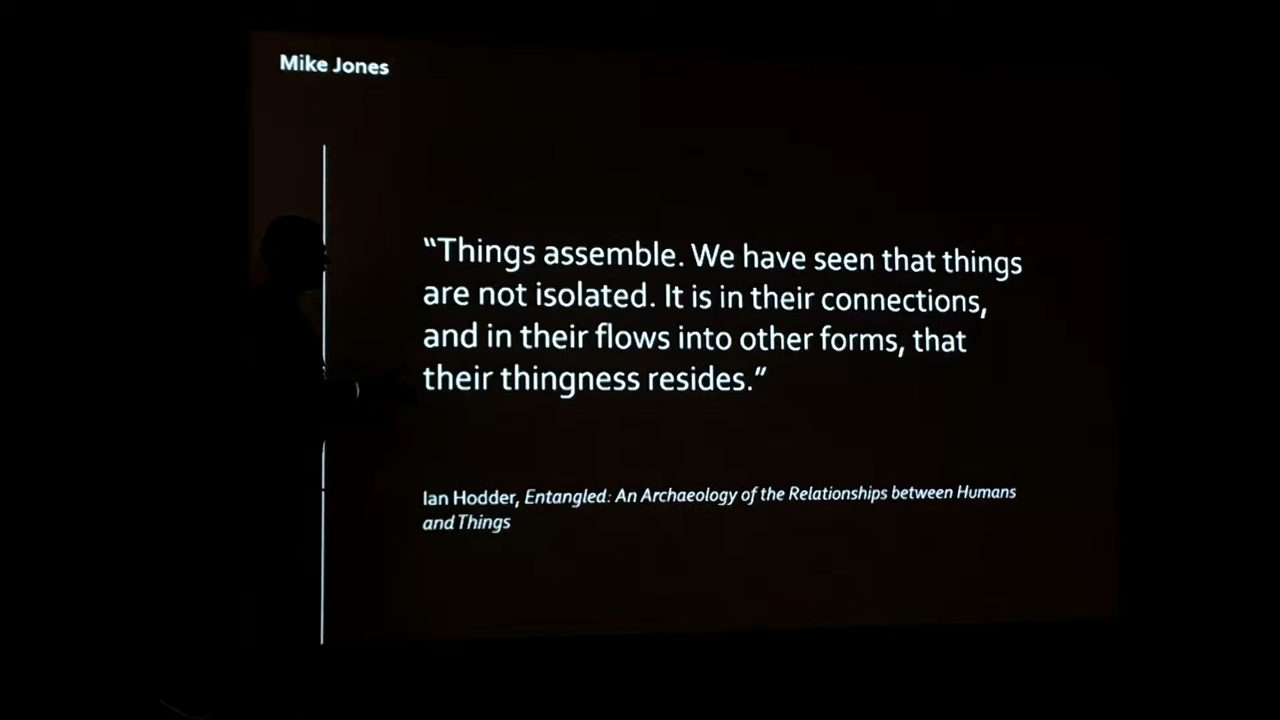 Mike Jones
“Things assemble. We have seen that things
are not isolated. It is in their connections,
and in their flows into other forms, that
their thingness resides.”
Ian Hodder, Entangled: An Archaeology of the Relationships between Humans
and Things